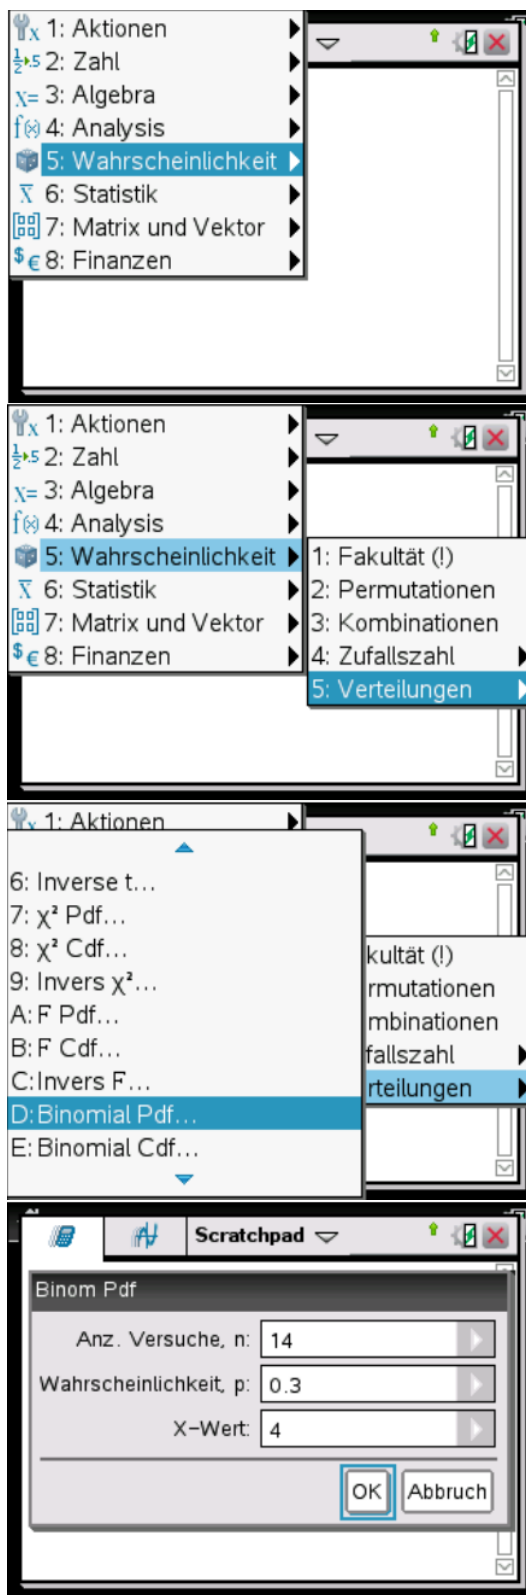 1: Aktionen
2: Zahl
3: Algebra
4: Analysis
5: Wahrscheinlichkeit
6: Statistik
7: Matrix und Vektor
8: Finanzen
1: Aktionen
2: Zahl
3: Algebra
4: Analysis
5: Wahrscheinlichkeit
6: Statistik
7: Matrix und Vektor
8: Finanzen
1: Fakultät (!)
2: Permutationen
3: Kombinationen
4: Zufallszahl
5: Verteilungen
1: Aktionen
6: Inverse t...
7: χ² Pdf...
8: χ² Cdf...
9: Invers χ²...
A: F Pdf...
B: F Cdf...
C: Invers F...
D: Binomial Pdf...
E: Binomial Cdf...
kultät (!)
rmutationen
mbinationen
fallszahl
rteilungen
Scratchpad
Binom Pdf
Anz. Versuche, n: 14
Wahrscheinlichkeit, p: 0.3
X-Wert: 4
OK Abbruch